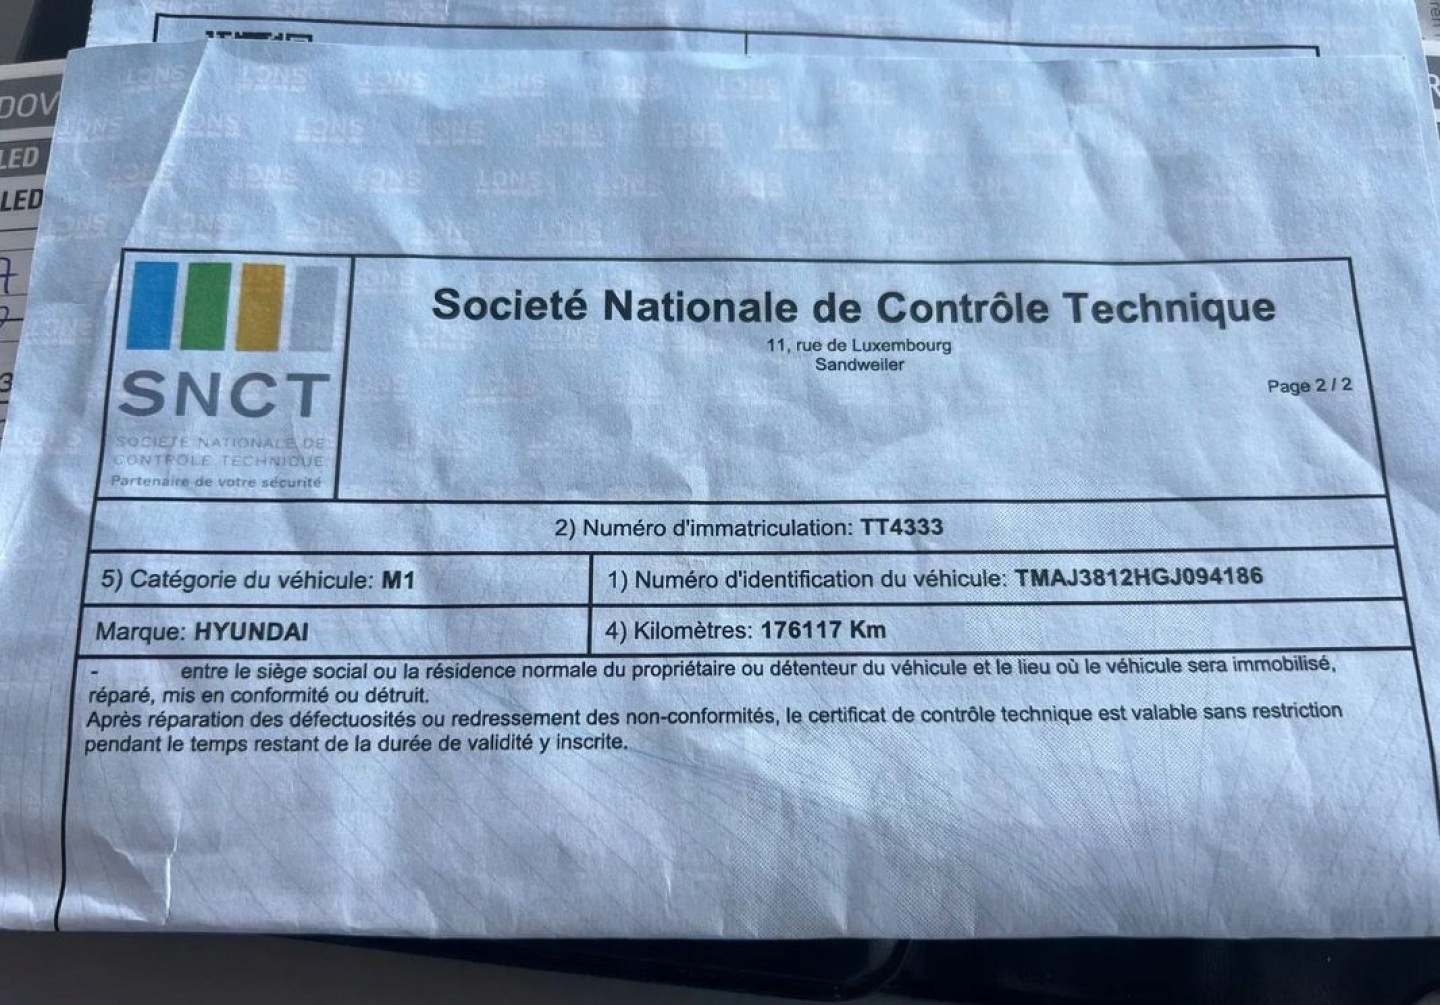 DOV
LED
LED
SNCT
SOCIÉTÉ NATIONALE DE
CONTRÔLE TECHNIQUE
Partenaire de votre sécurité
Societé Nationale de Contrôle Technique
11, rue de Luxembourg
Sandweiler
Page 2 / 2
2) Numéro d'immatriculation: TT4333
5) Catégorie du véhicule: M1
1) Numéro d'identification du véhicule: TMAJ3812HGJ094186
Marque: HYUNDAI
4) Kilomètres: 176117 Km
- entre le siège social ou la résidence normale du propriétaire ou détenteur du véhicule et le lieu où le véhicule sera immobilisé,
réparé, mis en conformité ou détruit.
Après réparation des défectuosités ou redressement des non-conformités, le certificat de contrôle technique est valable sans restriction
pendant le temps restant de la durée de validité y inscrite.